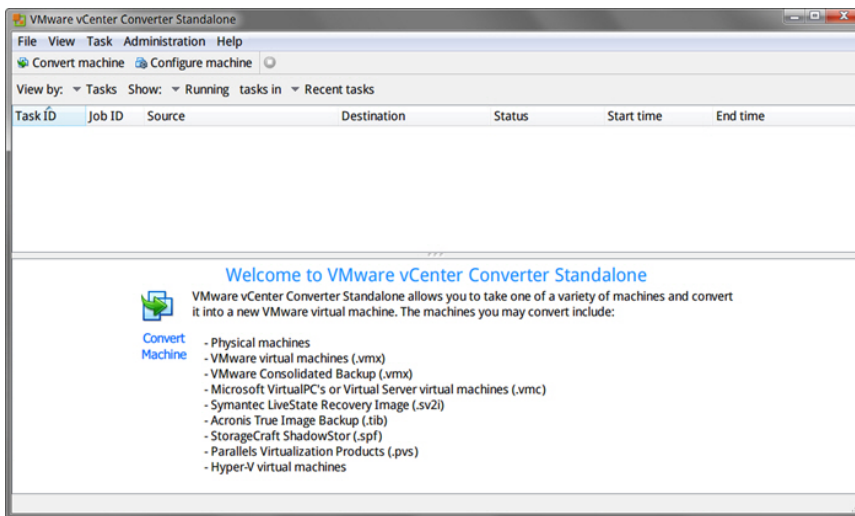 VMware vCenter Converter Standalone
File View Task Administration Help
Convert machine Configure machine
View by: Tasks Show: Running tasks in Recent tasks
Task ID Job ID Source Destination Status Start time End time
Welcome to VMware vCenter Converter Standalone
VMware vCenter Converter Standalone allows you to take one of a variety of machines and convert
it into a new VMware virtual machine. The machines you may convert include:
Convert
Machine
- Physical machines
- VMware virtual machines (.vmx)
- VMware Consolidated Backup (.vmx)
- Microsoft VirtualPC's or Virtual Server virtual machines (.vmc)
- Symantec LiveState Recovery Image (.sv2i)
- Acronis True Image Backup (.tib)
- StorageCraft ShadowStor (.spf)
- Parallels Virtualization Products (.pvs)
- Hyper-V virtual machines